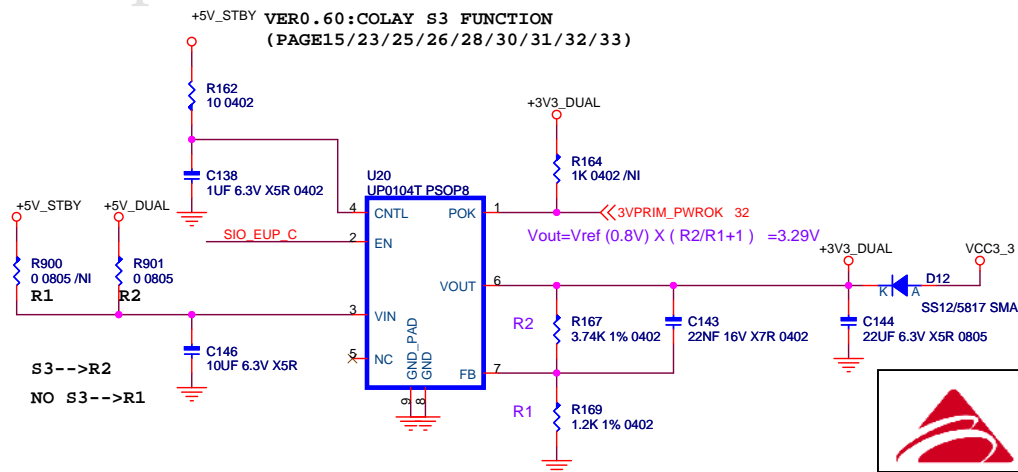 +5V_STBY VER0.60:COLAY S3 FUNCTION
(PAGE15/23/25/26/28/30/31/32/33)
R162
10 0402
+3V3_DUAL
C138
1UF 6.3V X5R 0402
U20
UP0104T PSOP8
R164
1K 0402 /NI
+5V_STBY
+5V_DUAL
4 CNTL POK 1
3VPRIM_PWROK 32
SIO_EUP_C 2 EN
Vout=Vref (0.8V) X ( R2/R1+1 ) =3.29V
+3V3_DUAL
VCC3_3
R900
0 0805 /NI
R1
R901
0 0805
R2
VOUT 6
K A
D12
SS12/5817 SMA
3 VIN
R2
R167
3.74K 1% 0402
C143
22NF 16V X7R 0402
C144
22UF 6.3V X5R 0805
C146
10UF 6.3V X5R
5 NC
GND_PAD
GND
FB 7
9
8
R1
R169
1.2K 1% 0402
S3-->R2
NO S3-->R1